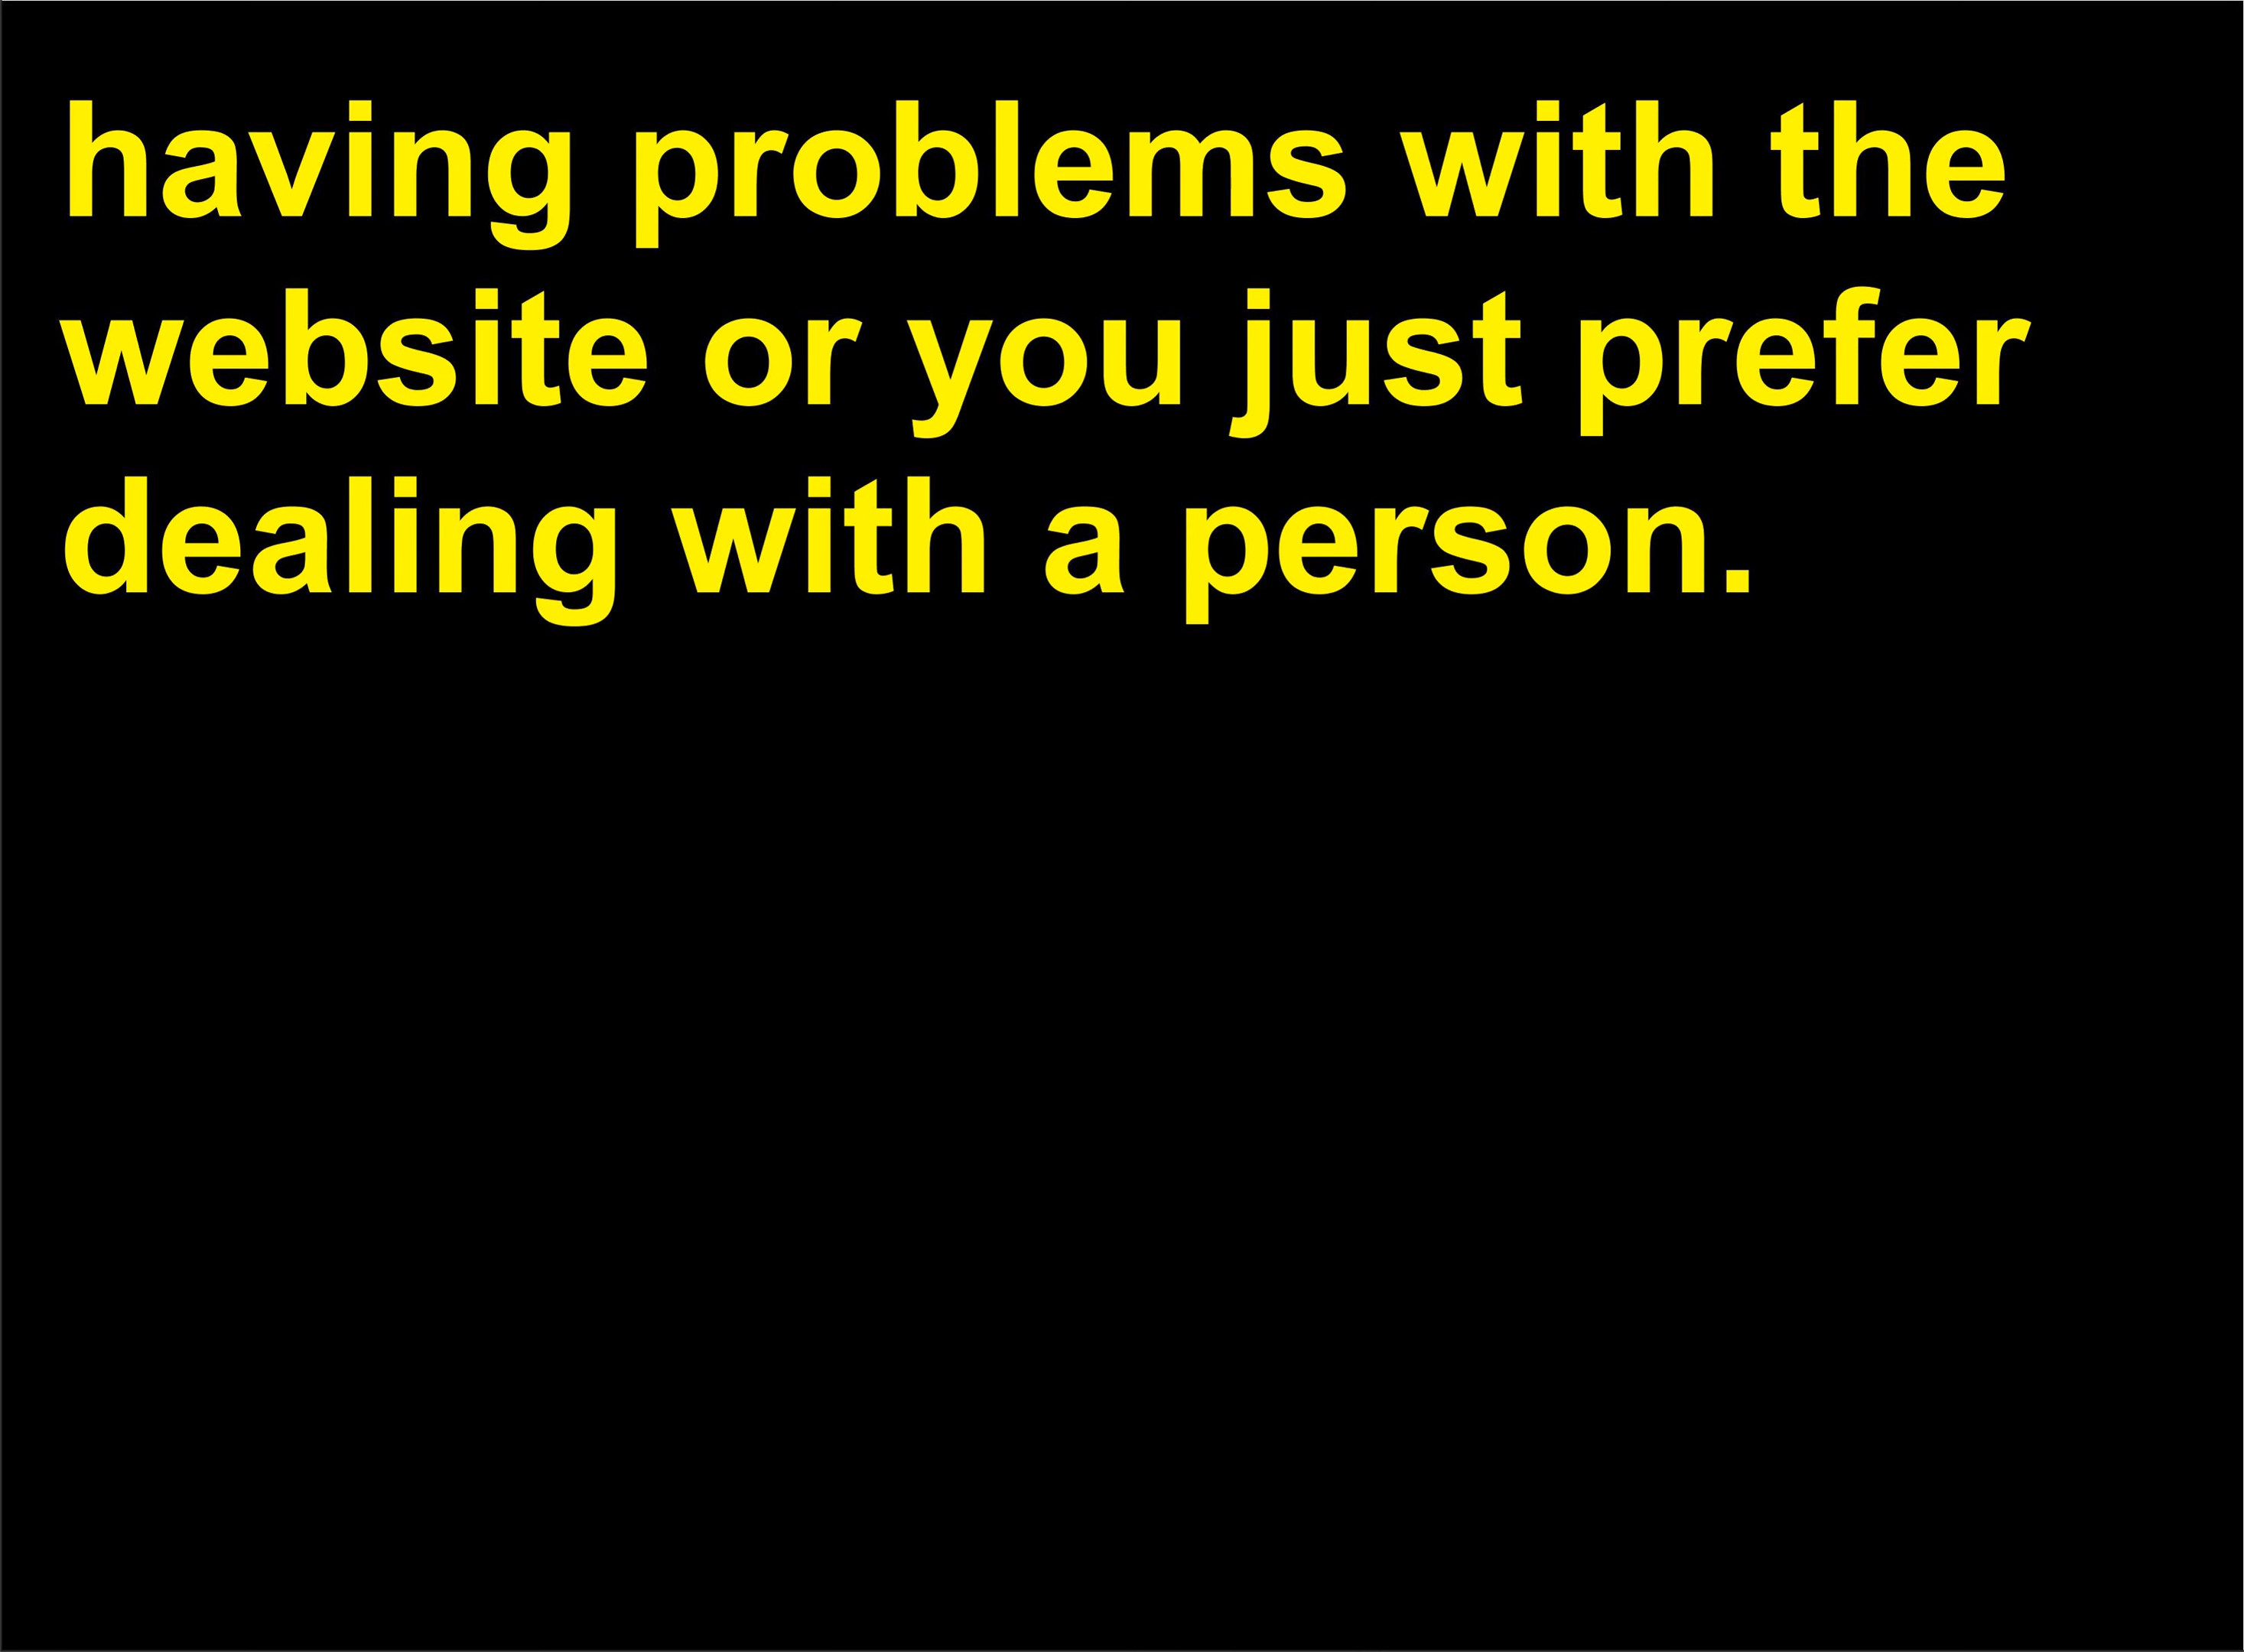 having problems with the
website or you just prefer
dealing with a person.